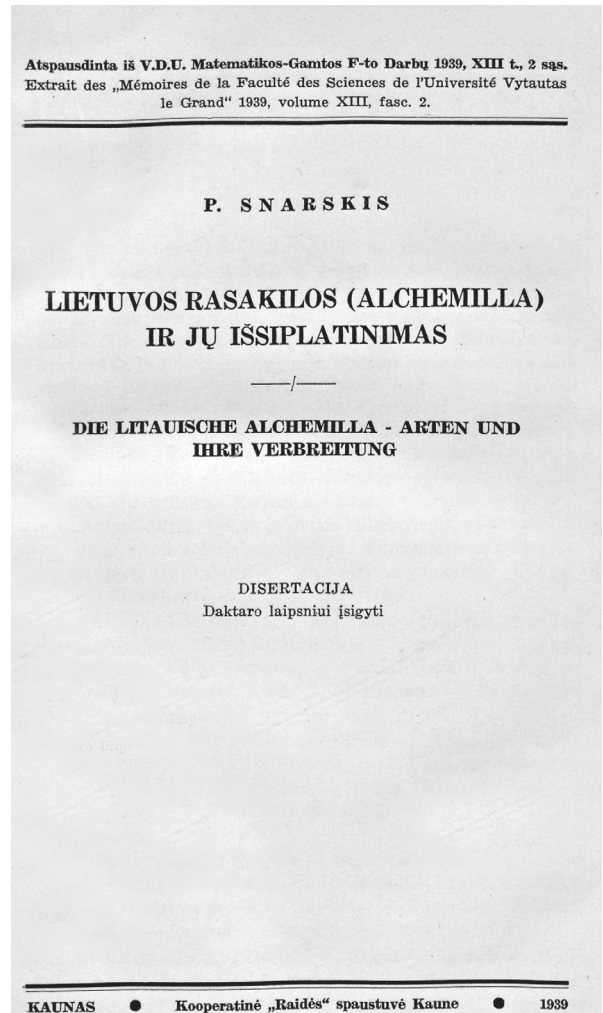 Atspausdinta iš V.D.U. Matematikos-Gamtos F-to Darbų 1939, XIII t., 2 sąs.
Extrait des „Mémoires de la Faculté des Sciences de l'Université Vytautas
le Grand“ 1939, volume XIII, fasc. 2.
P. SNARSKIS
LIETUVOS RASAKILOS (ALCHEMILLA)
IR JŲ IŠSIPLATINIMAS
—/—
DIE LITAUISCHE ALCHEMILLA - ARTEN UND
IHRE VERBREITUNG
DISERTACIJA
Daktaro laipsniui įsigyti
KAUNAS ● Kooperatinė „Raidės“ spaustuvė Kaune ● 1939